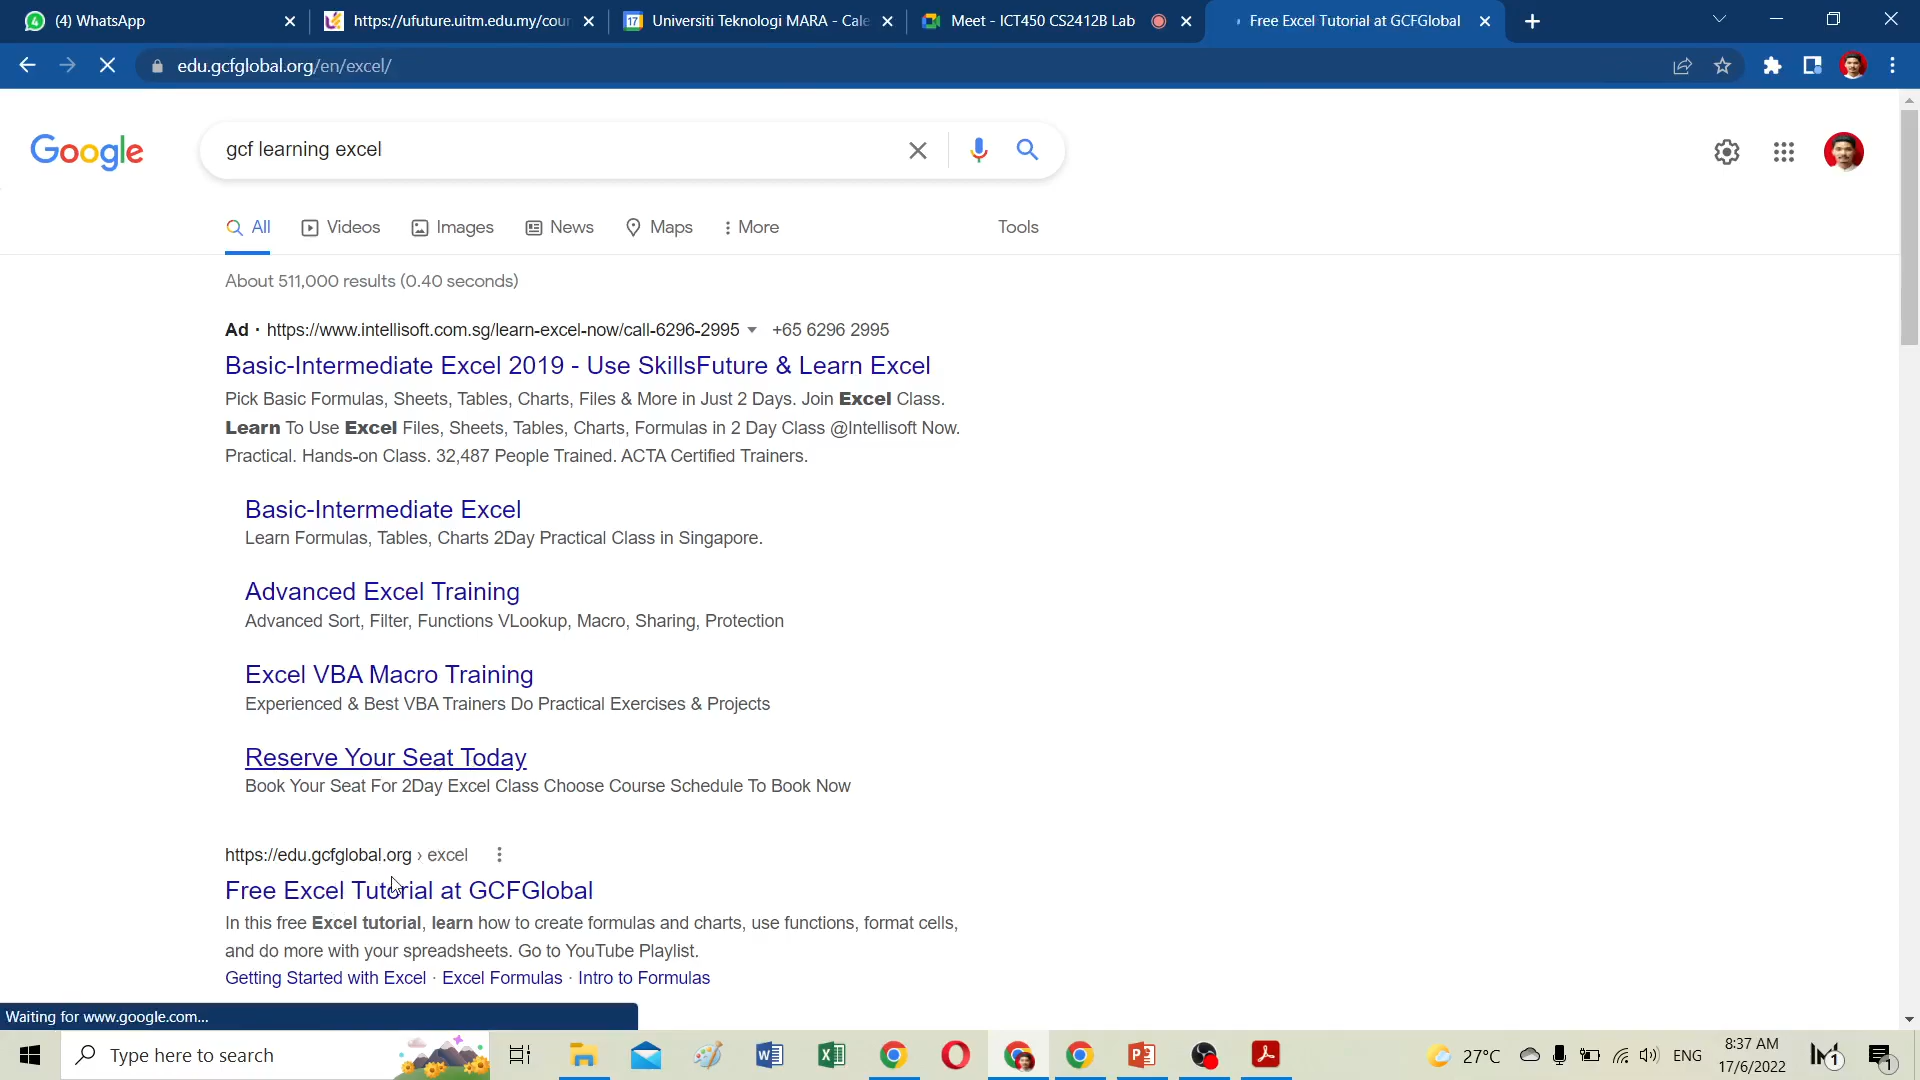 (4) WhatsApp
https://ufuture.uitm.edu.my/cour
17 Universiti Teknologi MARA - Cale
Meet - ICT450 CS2412B Lab
Free Excel Tutorial at GCFGlobal
edu.gcfglobal.org/en/excel/
Google
gcf learning excel
All Videos Images News Maps More Tools
About 511,000 results (0.40 seconds)
Ad · https://www.intellisoft.com.sg/learn-excel-now/call-6296-2995 +65 6296 2995
Basic-Intermediate Excel 2019 - Use SkillsFuture & Learn Excel
Pick Basic Formulas, Sheets, Tables, Charts, Files & More in Just 2 Days. Join Excel Class.
Learn To Use Excel Files, Sheets, Tables, Charts, Formulas in 2 Day Class @Intellisoft Now.
Practical. Hands-on Class. 32,487 People Trained. ACTA Certified Trainers.
Basic-Intermediate Excel
Learn Formulas, Tables, Charts 2Day Practical Class in Singapore.
Advanced Excel Training
Advanced Sort, Filter, Functions VLookup, Macro, Sharing, Protection
Excel VBA Macro Training
Experienced & Best VBA Trainers Do Practical Exercises & Projects
Reserve Your Seat Today
Book Your Seat For 2Day Excel Class Choose Course Schedule To Book Now
https://edu.gcfglobal.org › excel
Free Excel Tutorial at GCFGlobal
In this free Excel tutorial, learn how to create formulas and charts, use functions, format cells,
and do more with your spreadsheets. Go to YouTube Playlist.
Getting Started with Excel · Excel Formulas · Intro to Formulas
Waiting for www.google.com...
Type here to search
27°C
ENG
8:37 AM
17/6/2022
1
1